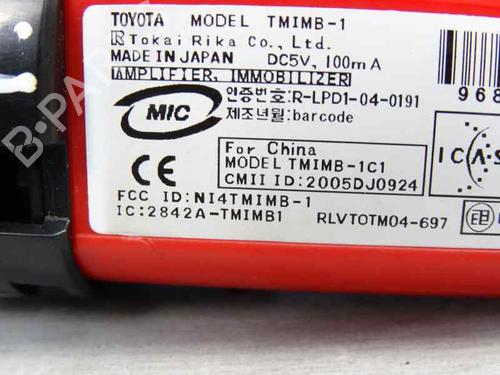 TOYOTA MODEL TMIMB-1
Tokai Rika Co., Ltd.
MADE IN JAPAN DC5V, 100mA
AMPLIFIER, IMMOBILIZER
MIC
인증번호:R-LPD1-04-0191
제조년월:barcode
968
For China
MODEL TMIMB-1C1
CMII ID:2005DJ0924
CE
ICAS
FCC ID:NI4TMIMB-1
IC:2842A-TMIMB1
RLVTOTM04-697
B-PARTS